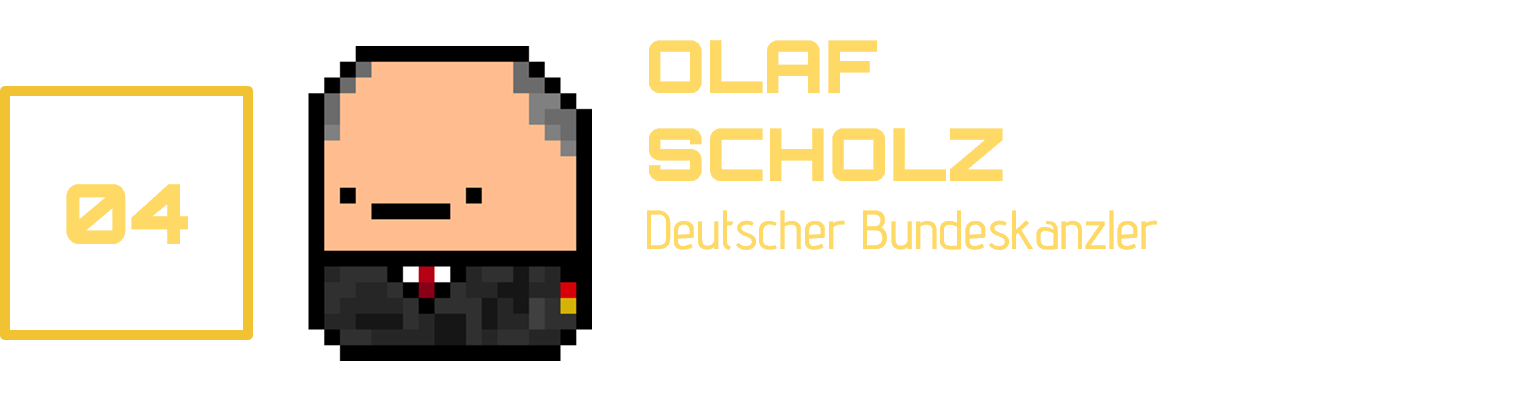 04
OLAF
SCHOLZ
Deutscher Bundeskanzler